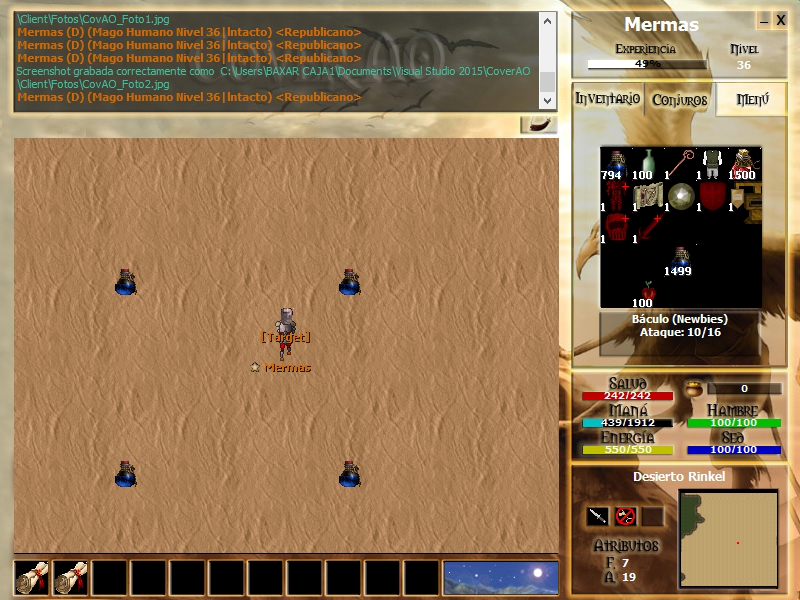 \Client\Fotos\CovAO_Foto1.jpg
Mermas (D) (Mago Humano Nivel 36|Intacto) <Republicano>
Mermas (D) (Mago Humano Nivel 36|Intacto) <Republicano>
Mermas (D) (Mago Humano Nivel 36|Intacto) <Republicano>
Screenshot grabada correctamente como C:\Users\BAXAR CAJA1\Documents\Visual Studio 2015\CoverAO
\Client\Fotos\CovAO_Foto2.jpg
Mermas (D) (Mago Humano Nivel 36|Intacto) <Republicano>
Mermas
Experiencia
49%
Nivel
36
Inventario Conjuros Menú
794 100 1 1 1500
1 1 1 1 1
1 1
1499
100
Báculo (Newbies)
Ataque: 10/16
[Target]
Mermas
Salud
242/242
0
Maná
439/1912
Hambre
100/100
Energía
550/550
Sed
100/100
Desierto Rinkel
Atributos
F. 7
A. 19